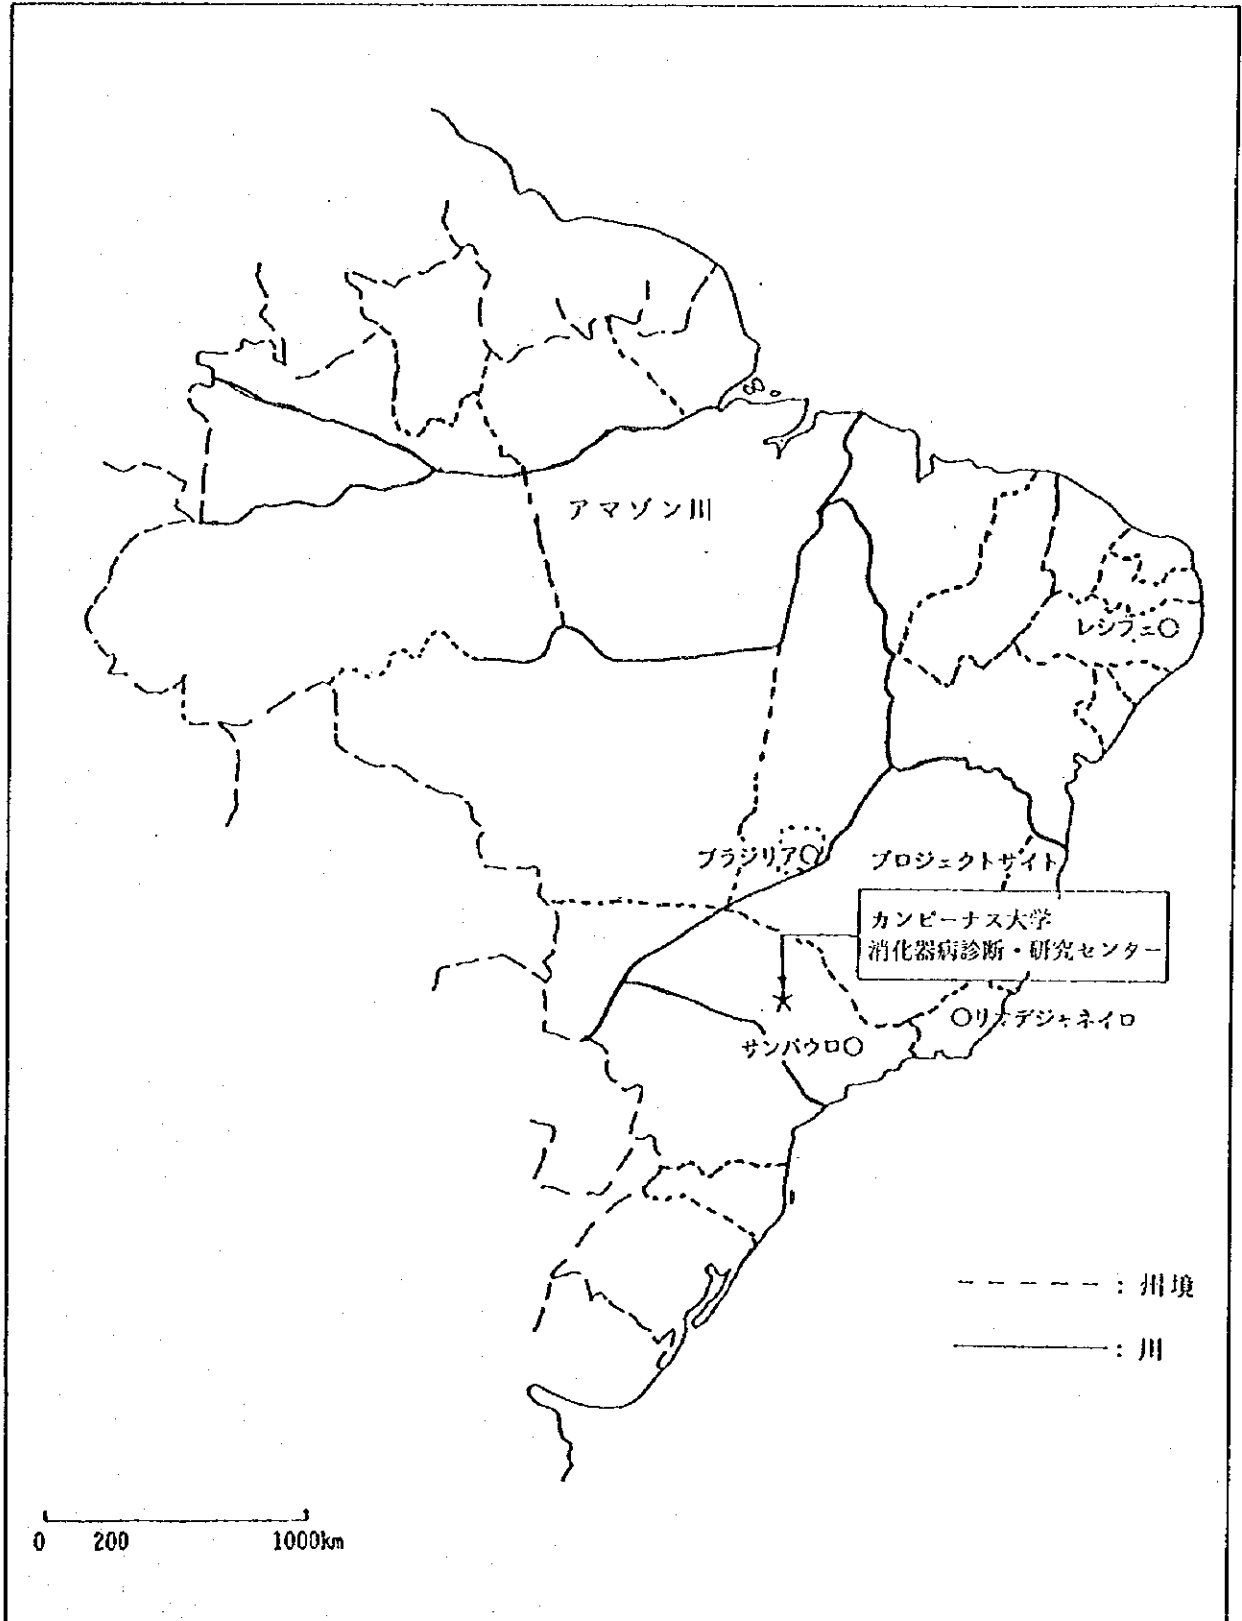 アマゾン川
レシフェ
ブラジリア
プロジェクトサイト
カンピーナス大学
消化器病診断・研究センター
リオデジャネイロ
サンパウロ
：州境
：川
0 200 1000km